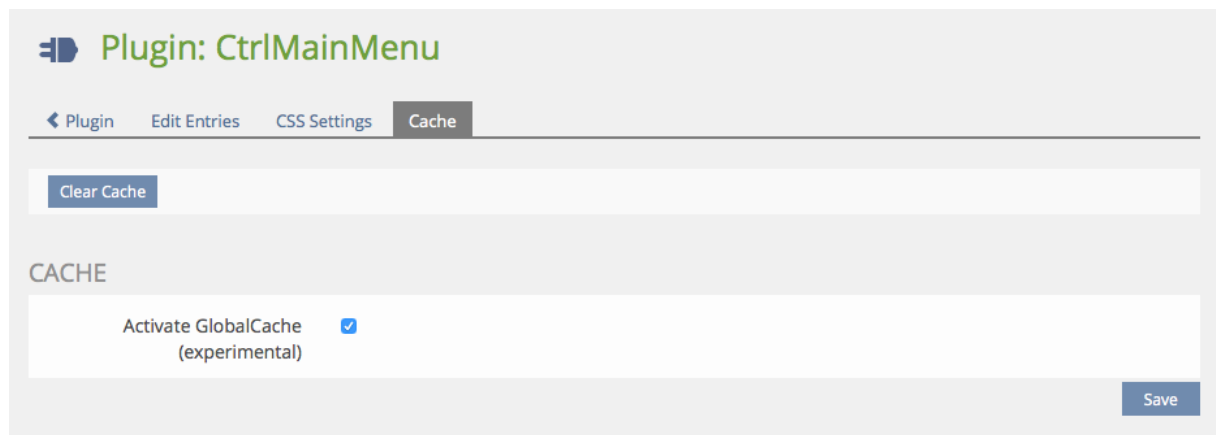 Plugin: CtrlMainMenu
Plugin Edit Entries CSS Settings Cache
Clear Cache
CACHE
Activate GlobalCache
(experimental)
Save